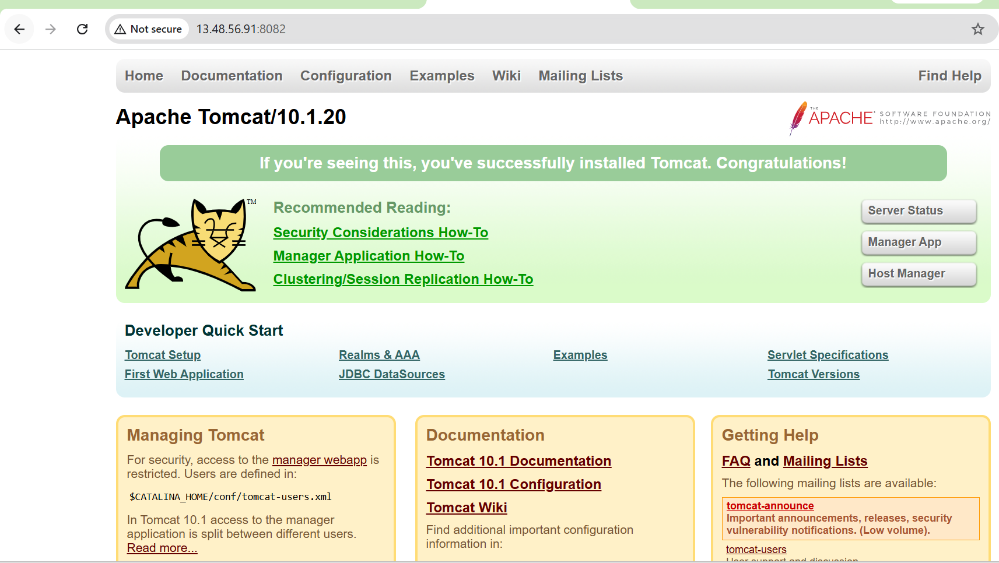 Not secure 13.48.56.91:8082
Home Documentation Configuration Examples Wiki Mailing Lists Find Help
Apache Tomcat/10.1.20
THE APACHE SOFTWARE FOUNDATION
http://www.apache.org/
If you're seeing this, you've successfully installed Tomcat. Congratulations!
TM
Recommended Reading:
Security Considerations How-To
Manager Application How-To
Clustering/Session Replication How-To
Server Status
Manager App
Host Manager
Developer Quick Start
Tomcat Setup
First Web Application
Realms & AAA
JDBC DataSources
Examples
Servlet Specifications
Tomcat Versions
Managing Tomcat
For security, access to the manager webapp is
restricted. Users are defined in:
$CATALINA_HOME/conf/tomcat-users.xml
In Tomcat 10.1 access to the manager
application is split between different users.
Read more...
Documentation
Tomcat 10.1 Documentation
Tomcat 10.1 Configuration
Tomcat Wiki
Find additional important configuration
information in:
Getting Help
FAQ and Mailing Lists
The following mailing lists are available:
tomcat-announce
Important announcements, releases, security
vulnerability notifications. (Low volume).
tomcat-users
User support and discussion